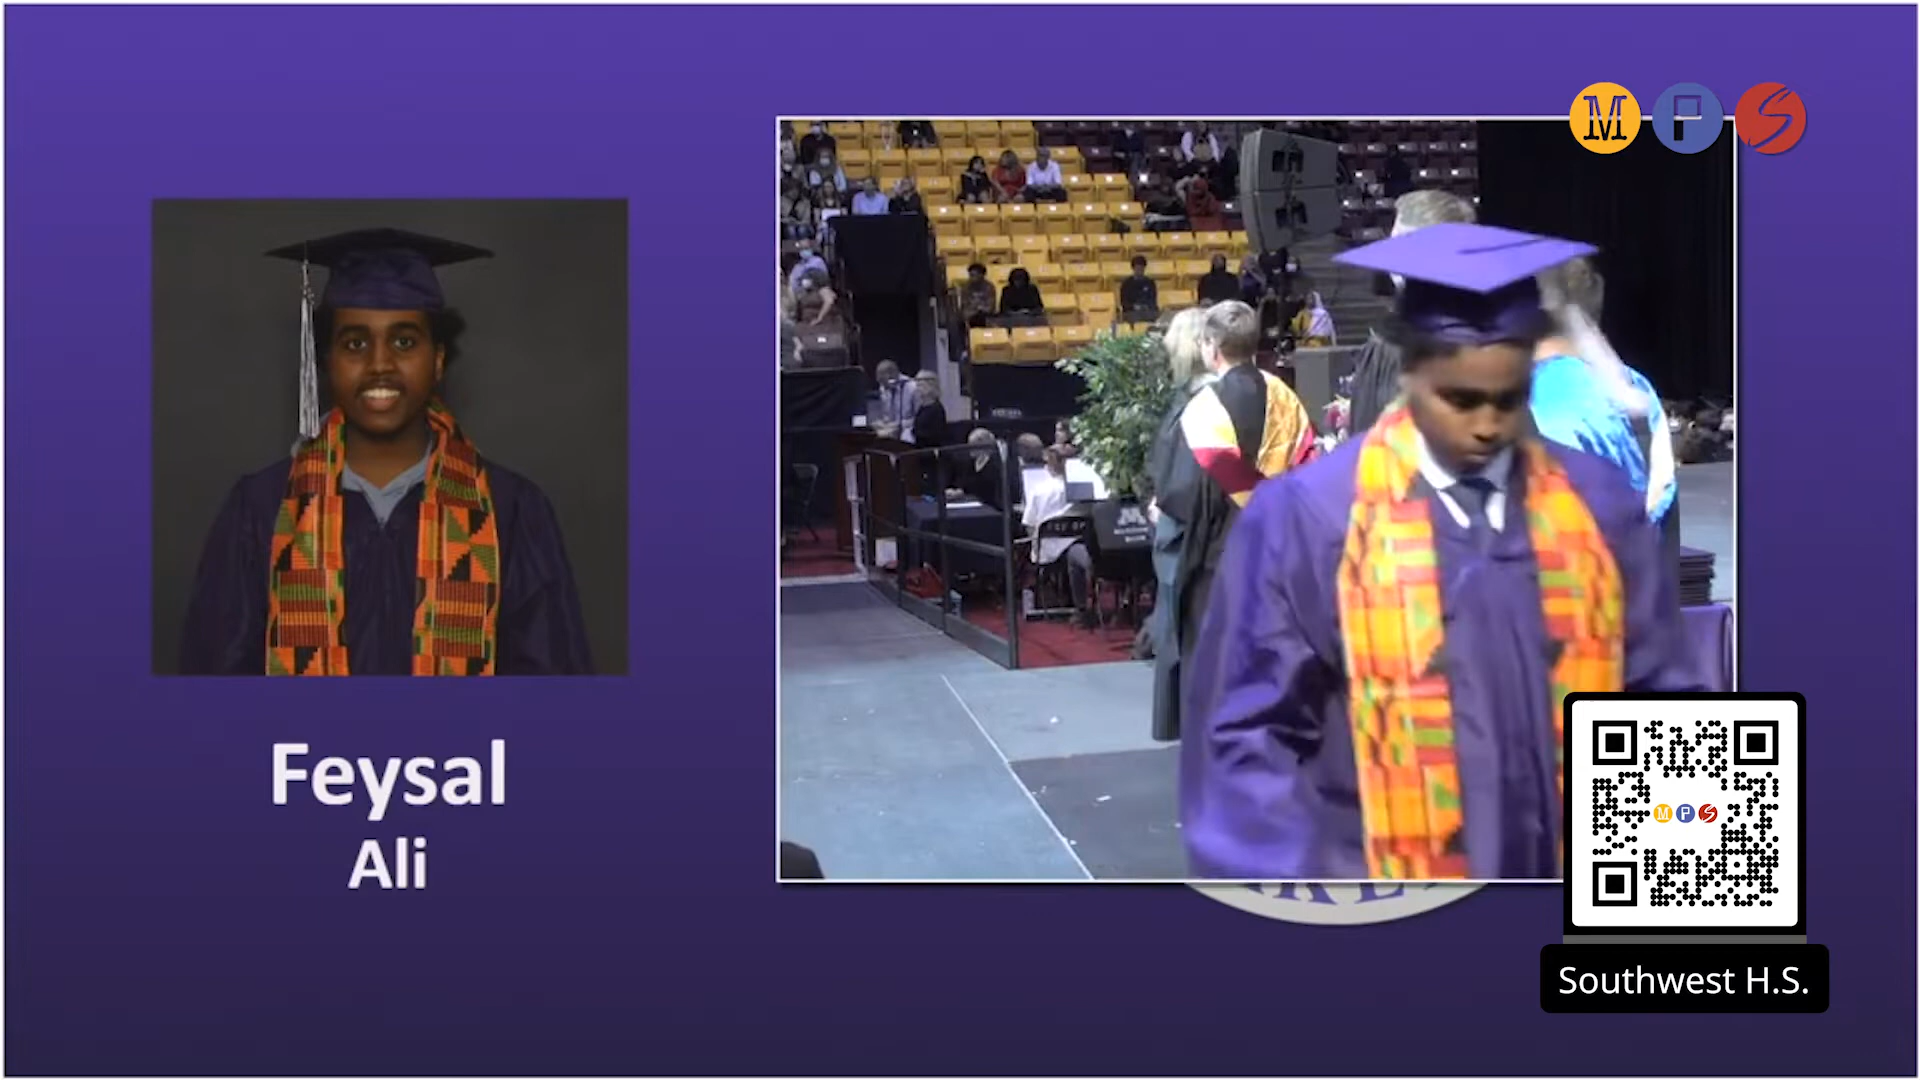 M P S
Feysal
Ali
M P S
Southwest H.S.